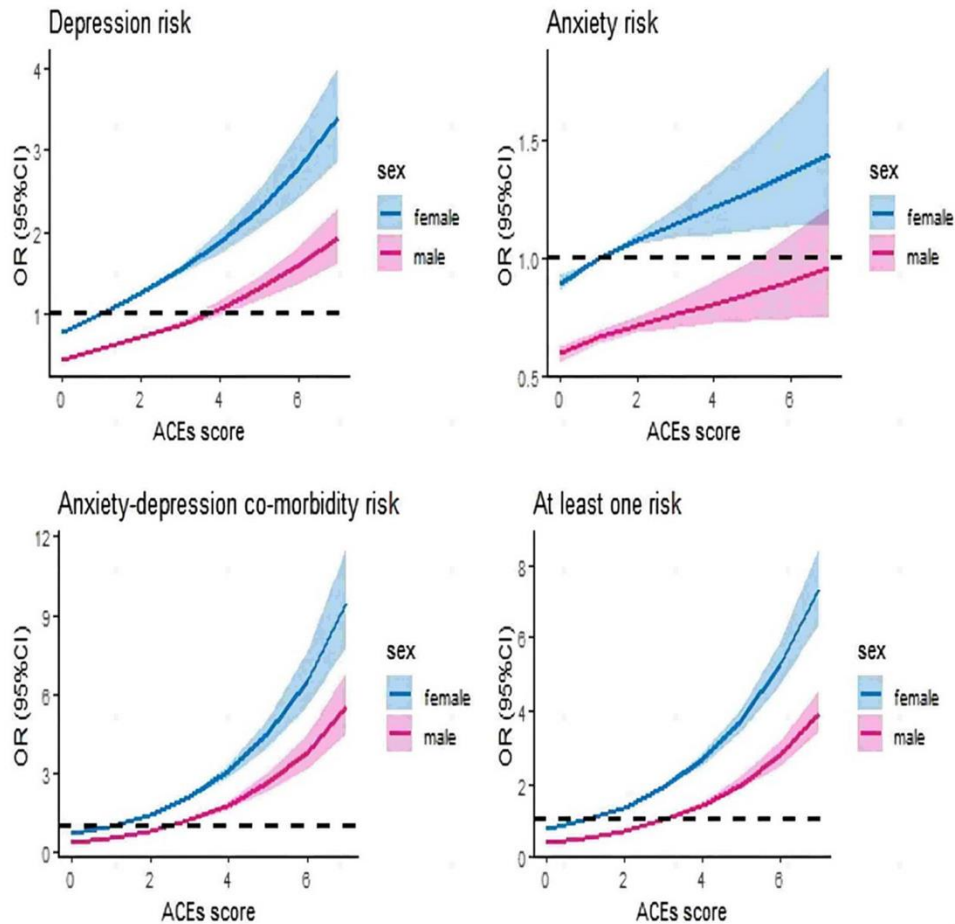 Depression risk
OR (95%CI)
4
3
2
1
0
2
4
6
ACEs score
sex
female
male
Anxiety risk
OR (95%CI)
1.5
1.0
0.5
0
2
4
6
ACEs score
sex
female
male
Anxiety-depression co-morbidity risk
OR (95%CI)
12
9
6
3
0
0
2
4
6
ACEs score
sex
female
male
At least one risk
OR (95%CI)
8
6
4
2
0
0
2
4
6
ACEs score
sex
female
male